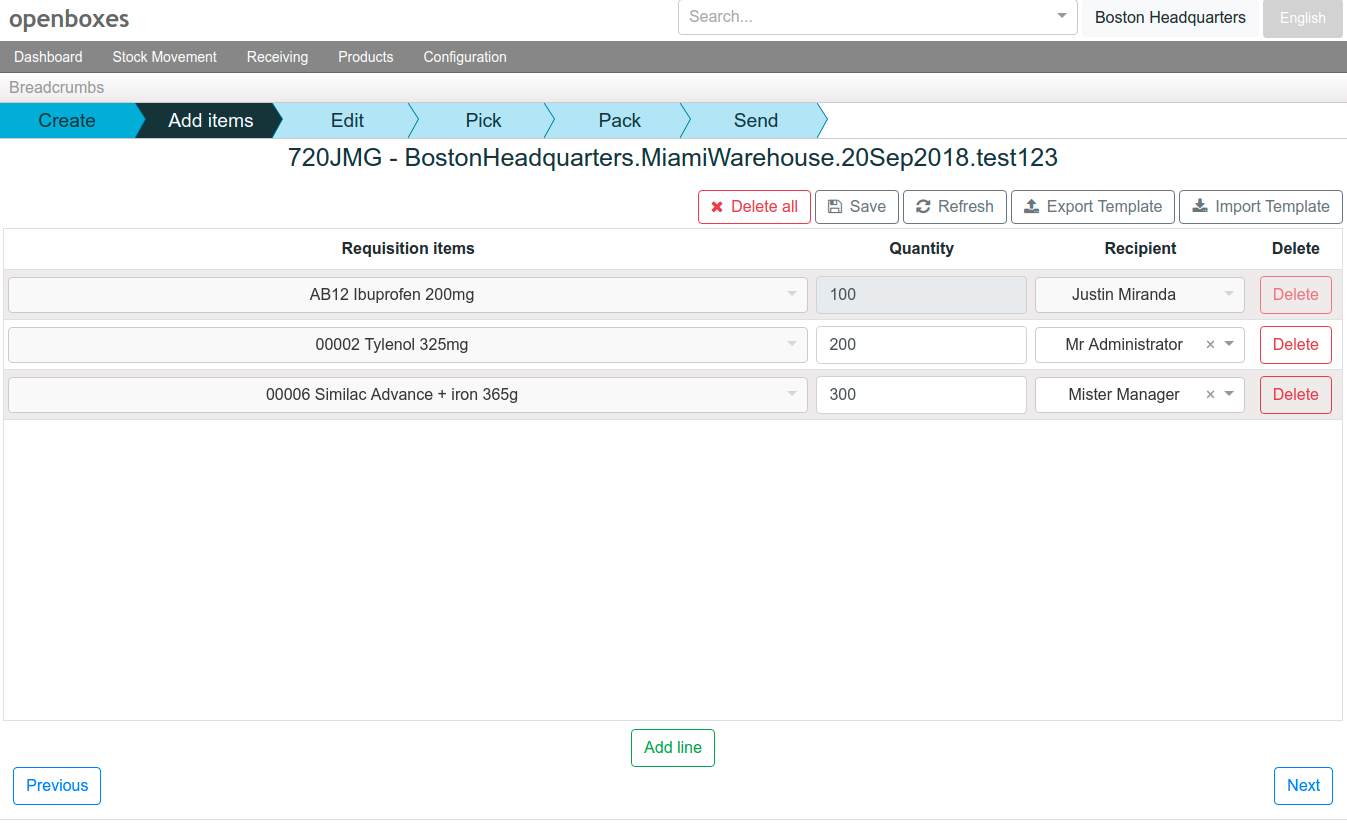 openboxes
Search...
Boston Headquarters
English
Dashboard Stock Movement Receiving Products Configuration
Breadcrumbs
Create Add items Edit Pick Pack Send
720JMG - BostonHeadquarters.MiamiWarehouse.20Sep2018.test123
Delete all Save Refresh Export Template Import Template
Requisition items Quantity Recipient Delete
AB12 Ibuprofen 200mg 100 Justin Miranda Delete
00002 Tylenol 325mg 200 Mr Administrator × Delete
00006 Similac Advance + iron 365g 300 Mister Manager × Delete
Add line
Previous Next